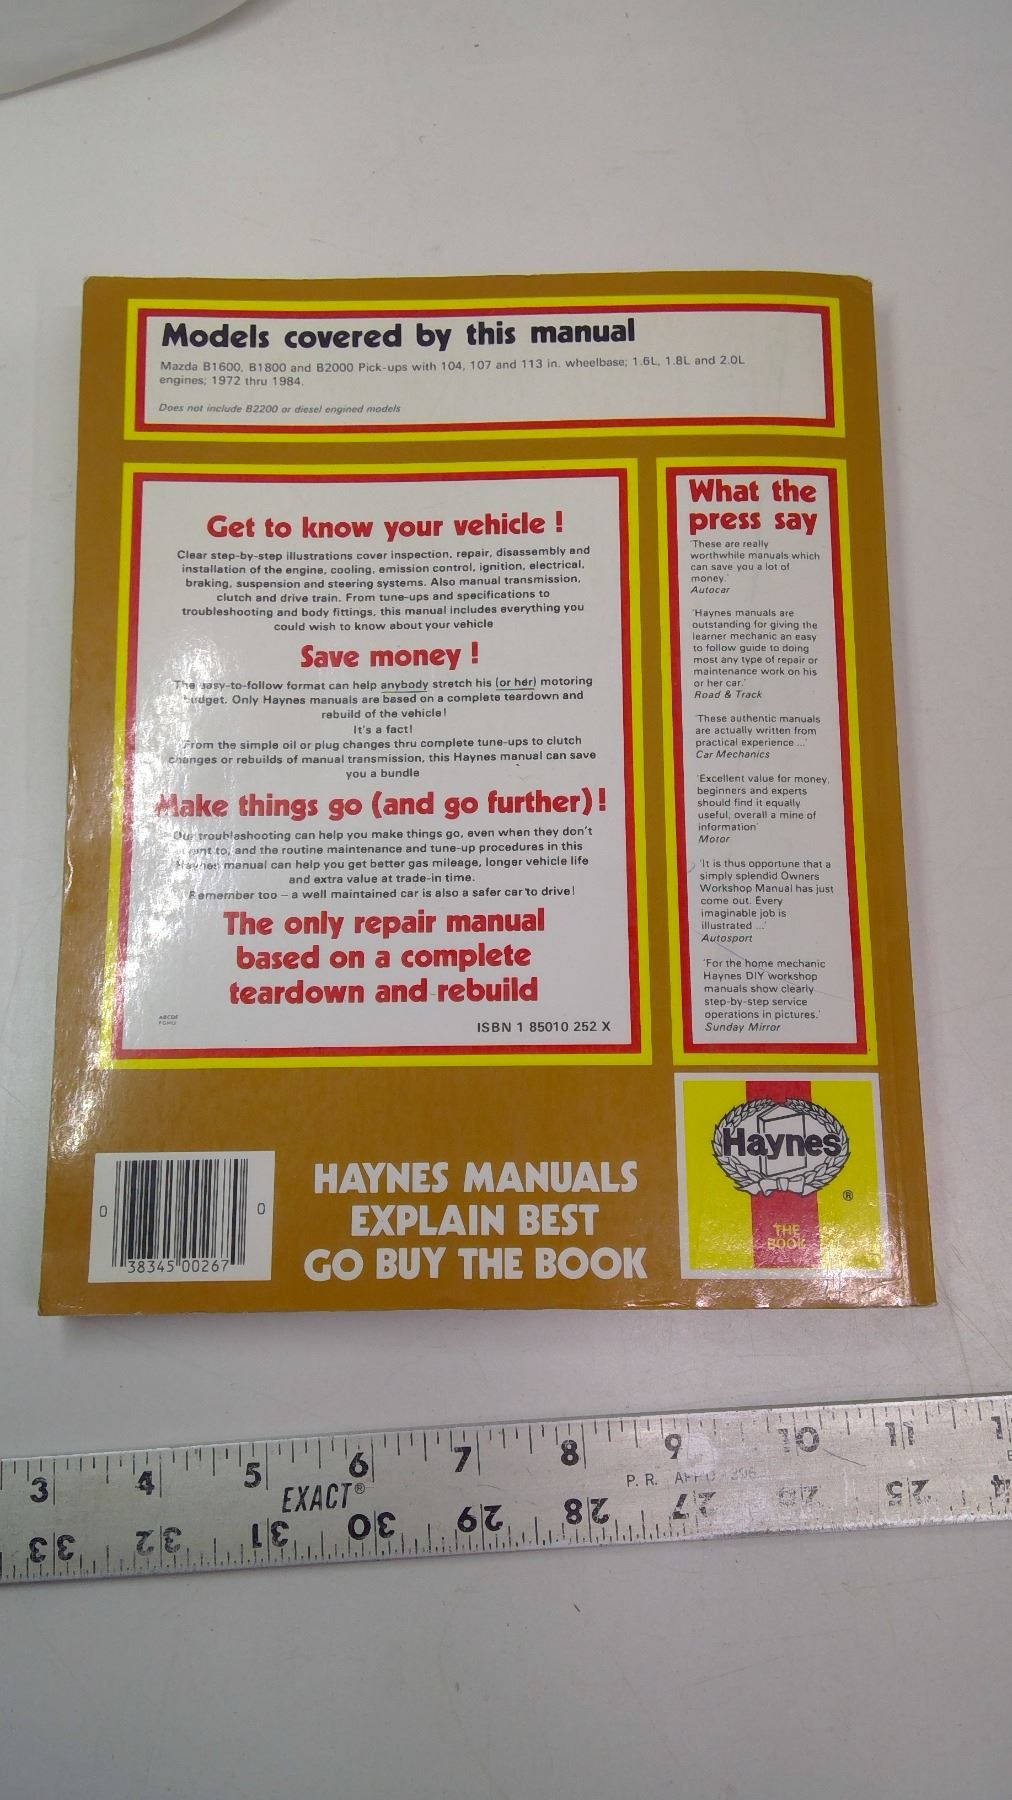 Models covered by this manual
Mazda B1600, B1800 and B2000 Pick-ups with 104, 107 and 113 in. wheelbase; 1.6L, 1.8L and 2.0L
engines; 1972 thru 1984.
Does not include B2200 or diesel engined models
Get to know your vehicle !
Clear step-by-step illustrations cover inspection, repair, disassembly and
installation of the engine, cooling, emission control, ignition, electrical,
braking, suspension and steering systems. Also manual transmission,
clutch and drive train. From tune-ups and specifications to
troubleshooting and body fittings, this manual includes everything you
could wish to know about your vehicle
Save money !
The easy-to-follow format can help anybody stretch his (or her) motoring
budget. Only Haynes manuals are based on a complete teardown and
rebuild of the vehicle!
It's a fact!
From the simple oil or plug changes thru complete tune-ups to clutch
changes or rebuilds of manual transmission, this Haynes manual can save
you a bundle
Make things go (and go further) !
Our troubleshooting can help you make things go, even when they don't
want to, and the routine maintenance and tune-up procedures in this
Haynes manual can help you get better gas mileage, longer vehicle life
and extra value at trade-in time.
Remember too – a well maintained car is also a safer car to drive!
The only repair manual
based on a complete
teardown and rebuild
ABCDE
ISBN 1 85010 252 X
What the
press say
'These are really
worthwhile manuals which
can save you a lot of
money.'
Autocar
'Haynes manuals are
outstanding for giving the
learner mechanic an easy
to follow guide to doing
most any type of repair or
maintenance work on his
or her car.'
Road & Track
'These authentic manuals
are actually written from
practical experience ...'
Car Mechanics
'Excellent value for money,
beginners and experts
should find it equally
useful, overall a mine of
information'
Motor
'It is thus opportune that a
simply splendid Owners
Workshop Manual has just
come out. Every
imaginable job is
illustrated ...'
Autosport
'For the home mechanic
Haynes DIY workshop
manuals show clearly
step-by-step service
operations in pictures.'
Sunday Mirror
Haynes
®
THE
BOOK
0 38345 00267 0
HAYNES MANUALS
EXPLAIN BEST
GO BUY THE BOOK
3 4 5 6 7 8 9 10 11 1
EXACT®
P. R.
33 32 31 30 29 28 27 26 25 24